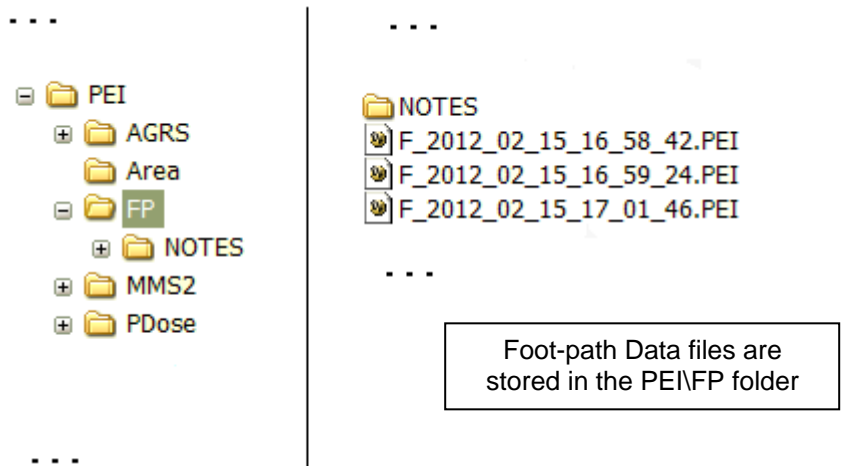 - - -
PEI
AGRS
Area
FP
NOTES
MMS2
PDose
- - -
- - -
NOTES
F_2012_02_15_16_58_42.PEI
F_2012_02_15_16_59_24.PEI
F_2012_02_15_17_01_46.PEI
- - -
Foot-path Data files are
stored in the PEI\FP folder